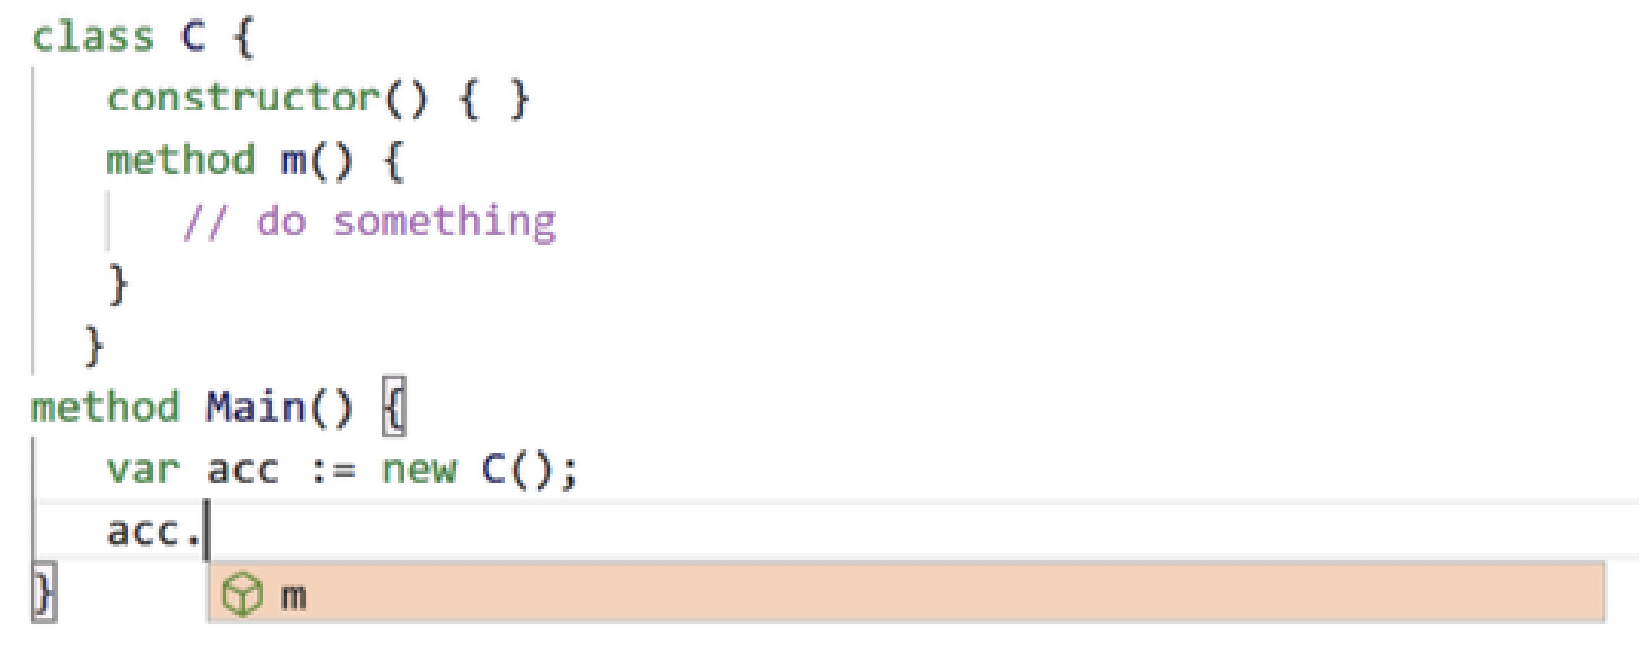 class C {
constructor() { }
method m() {
// do something
}
}
method Main() {
var acc := new C();
acc.
m
}